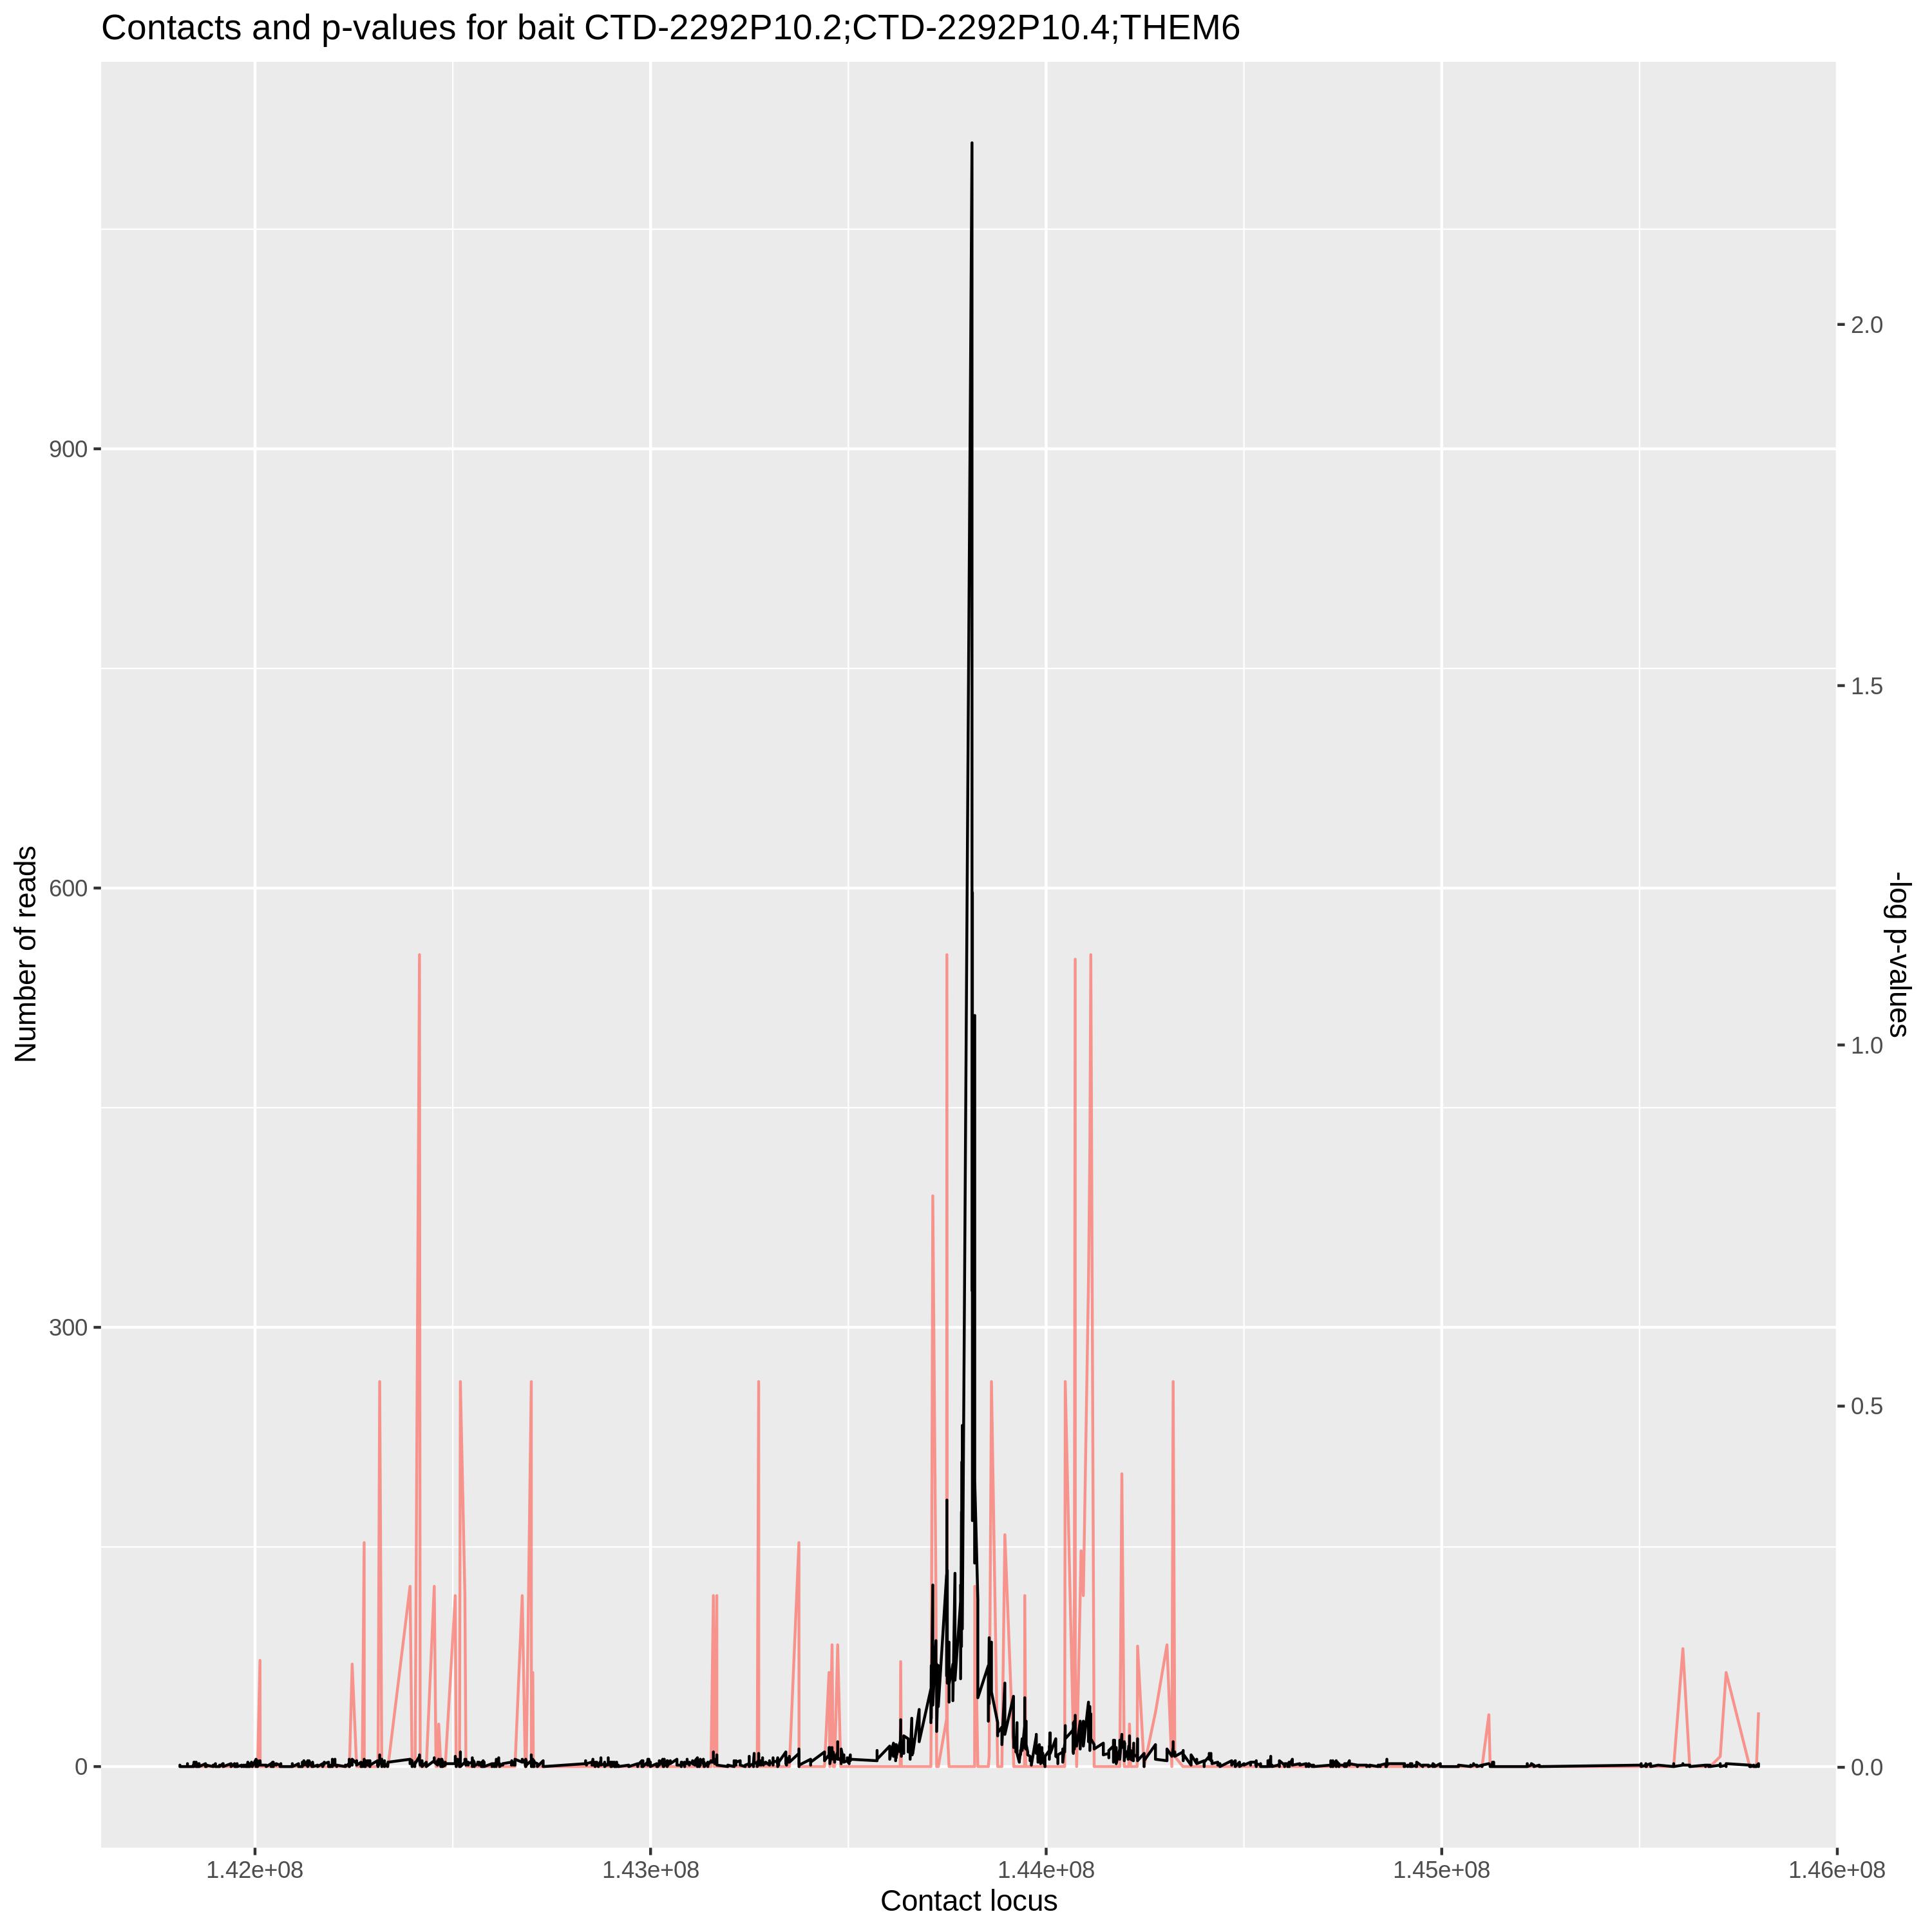 Contacts and p-values for bait CTD-2292P10.2;CTD-2292P10.4;THEM6
900
600
300
0
Number of reads
2.0
1.5
1.0
0.5
0.0
-log p-values
1.42e+08
1.43e+08
1.44e+08
1.45e+08
1.46e+08
Contact locus